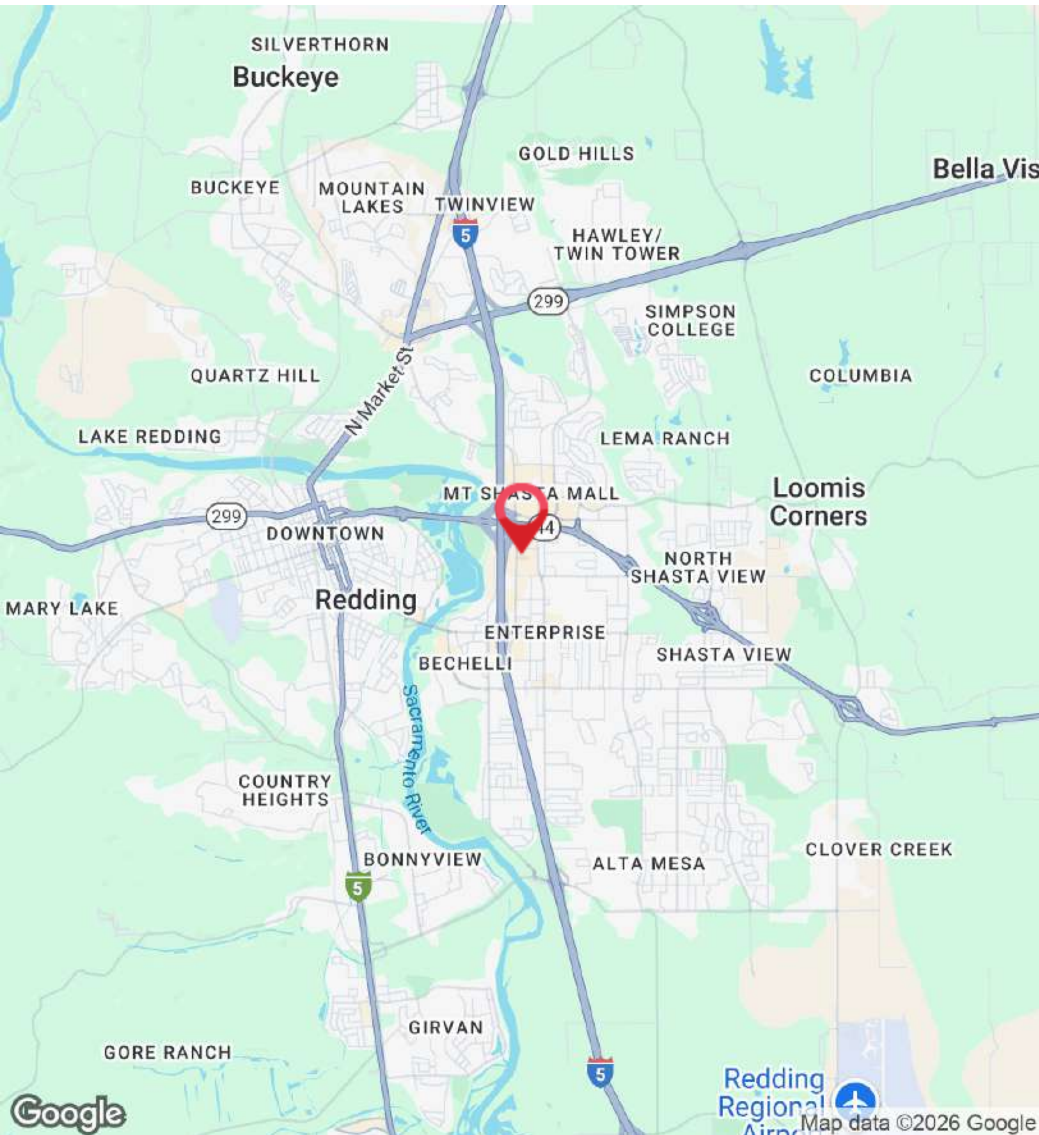 SILVERTHORN
Buckeye
GOLD HILLS
Bella Vis
BUCKEYE
MOUNTAIN
LAKES
TWINVIEW
5
HAWLEY/
TWIN TOWER
299
SIMPSON
COLLEGE
QUARTZ HILL
N Market St
COLUMBIA
LAKE REDDING
LEMA RANCH
MT SHASTA MALL
Loomis
Corners
299
DOWNTOWN
44
NORTH
SHASTA VIEW
MARY LAKE
Redding
ENTERPRISE
BECHELLI
SHASTA VIEW
Sacramento River
COUNTRY
HEIGHTS
BONNYVIEW
ALTA MESA
CLOVER CREEK
5
GIRVAN
GORE RANCH
5
Redding
Regional
Airpo
Google
Map data ©2026 Google